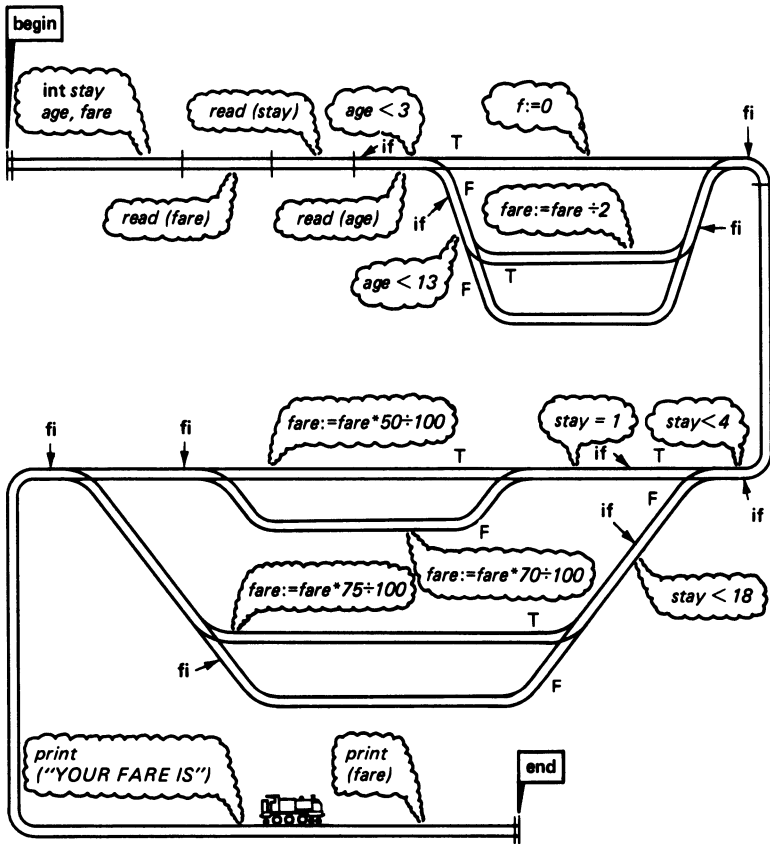 begin
int stay
age, fare
read (stay)
age < 3
f:=0
fi
if
T
read (fare)
read (age)
F
if
fare:=fare ÷2
fi
age < 13
F
T
fi
fi
fare:=fare*50÷100
T
stay = 1
if
T
stay<4
F
if
if
F
fare:=fare*75÷100
fare:=fare*70÷100
stay < 18
T
fi
F
print
("YOUR FARE IS")
print
(fare)
end